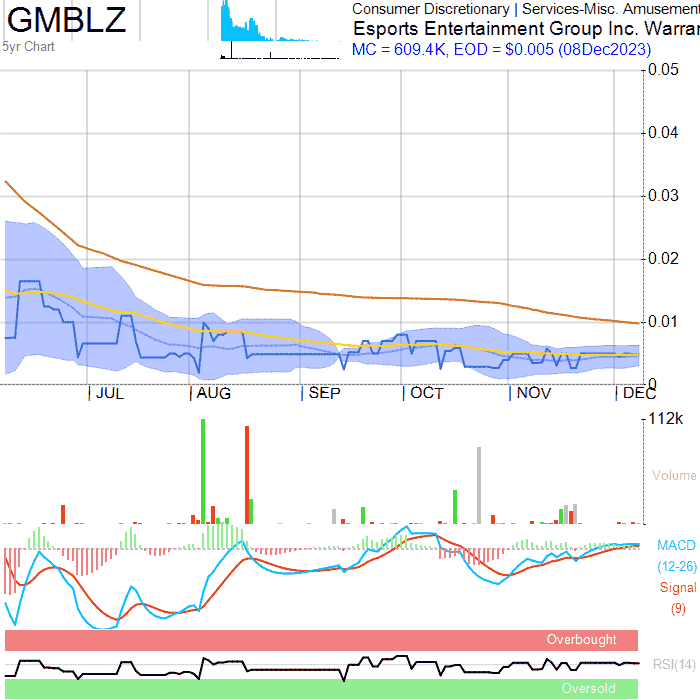 GMBLZ
5yr Chart
Consumer Discretionary | Services-Misc. Amusement
Esports Entertainment Group Inc. Warrar
MC = 609.4K, EOD = $0.005 (08Dec2023)
0.05
0.04
0.03
0.02
0.01
0
JUL
AUG
SEP
OCT
NOV
DEC
112k
Volume
MACD
(12-26)
Signal
(9)
Overbought
RSI(14)
Oversold